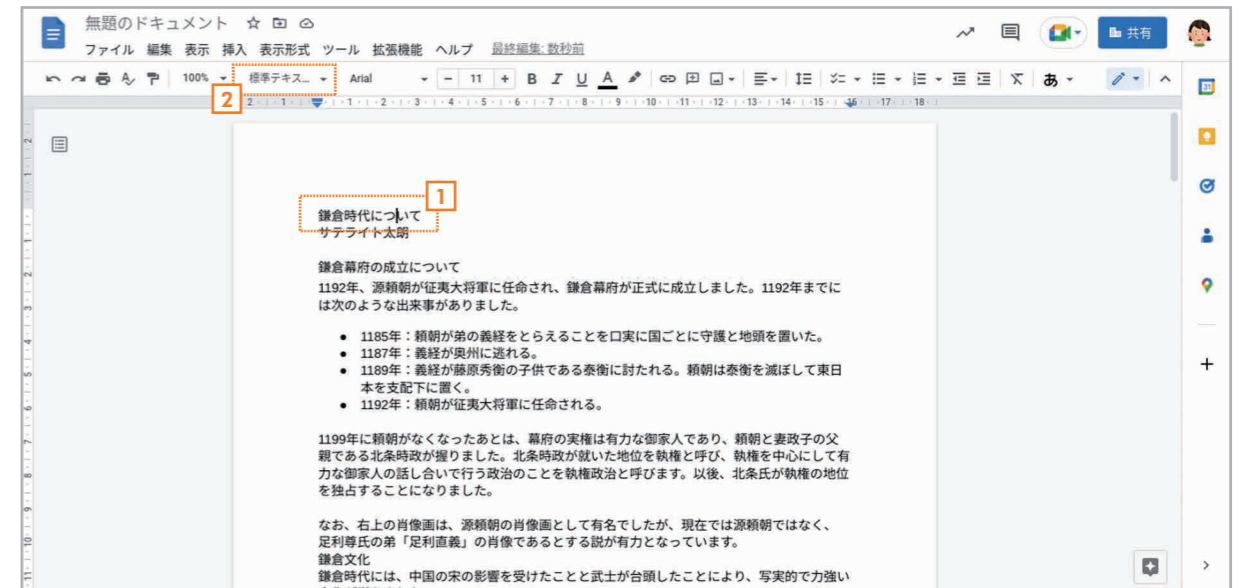 無題のドキュメント
ファイル 編集 表示 挿入 表示形式 ツール 拡張機能 ヘルプ 最終編集: 数秒前
共有
100% 標準テキス... Arial - 11 + B I U A あ
31
2
2 1 1 2 3 4 5 6 7 8 9 10 11 12 13 14 15 16 17 18
1
鎌倉時代について
サテライト太朗
鎌倉幕府の成立について
1192年、源頼朝が征夷大将軍に任命され、鎌倉幕府が正式に成立しました。1192年までに
は次のような出来事がありました。
● 1185年：頼朝が弟の義経をとらえることを口実に国ごとに守護と地頭を置いた。
● 1187年：義経が奥州に逃れる。
● 1189年：義経が藤原秀衡の子供である泰衡に討たれる。頼朝は泰衡を滅ぼして東日
本を支配下に置く。
● 1192年：頼朝が征夷大将軍に任命される。
1199年に頼朝がなくなったあとは、幕府の実権は有力な御家人であり、頼朝と妻政子の父
親である北条時政が握りました。北条時政が就いた地位を執権と呼び、執権を中心にして有
力な御家人の話し合いで行う政治のことを執権政治と呼びます。以後、北条氏が執権の地位
を独占することになりました。
なお、右上の肖像画は、源頼朝の肖像画として有名でしたが、現在では源頼朝ではなく、
足利尊氏の弟「足利直義」の肖像であるとする説が有力となっています。
鎌倉文化
鎌倉時代には、中国の宋の影響を受けたことと武士が台頭したことにより、写実的で力強い